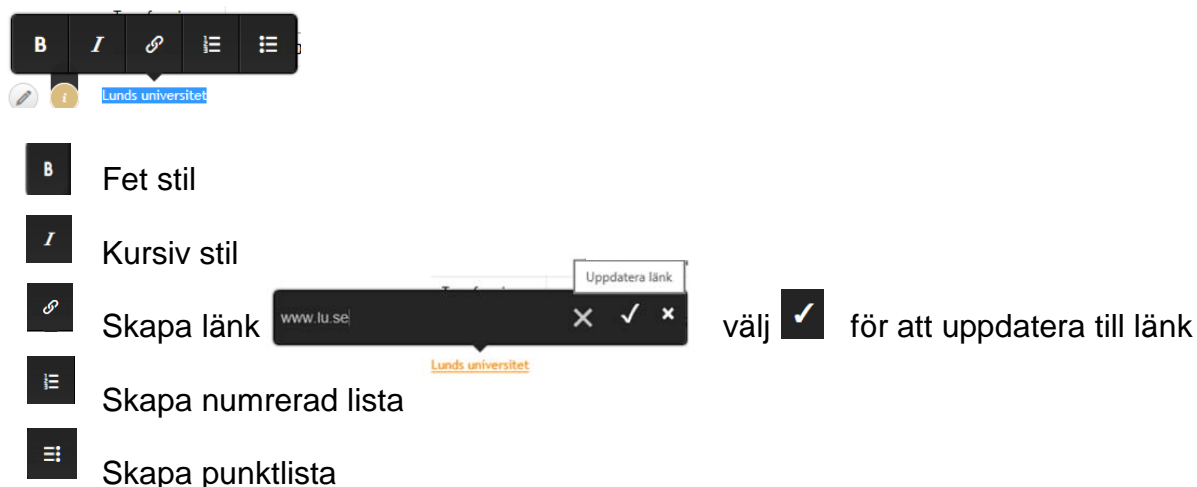 B I
i Lunds universitet
B Fet stil
I Kursiv stil
Uppdatera länk
Skapa länk www.lu.se välj för att uppdatera till länk
Lunds universitet
Skapa numrerad lista
Skapa punktlista